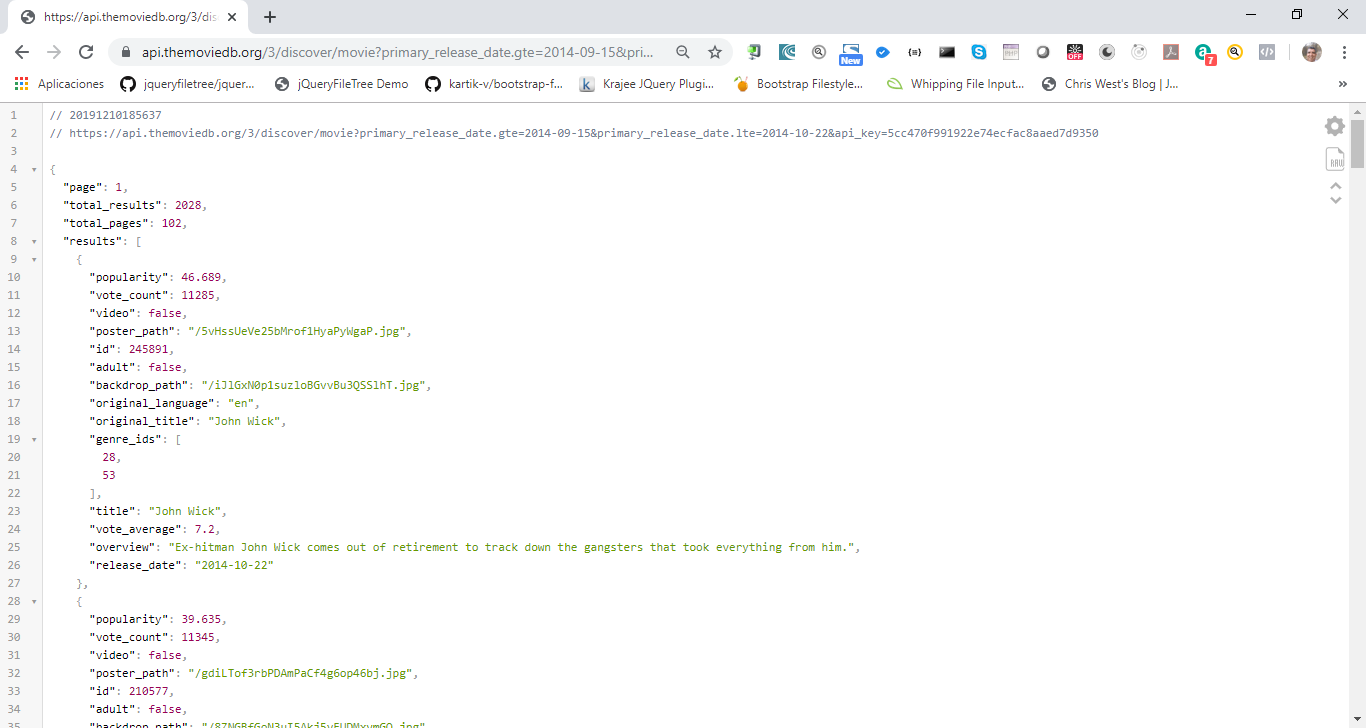 https://api.themoviedb.org/3/dis
api.themoviedb.org/3/discover/movie?primary_release_date.gte=2014-09-15&pri...
New
OFF
7
Aplicaciones
jqueryfiletree/jquer...
jQueryFileTree Demo
kartik-v/bootstrap-f...
Krajee JQuery Plugi...
Bootstrap Filestyle...
Whipping File Input...
Chris West's Blog | J...
»
1 // 20191210185637
2 // https://api.themoviedb.org/3/discover/movie?primary_release_date.gte=2014-09-15&primary_release_date.lte=2014-10-22&api_key=5cc470f991922e74ecfac8aaed7d9350
3
4 {
5 "page": 1,
6 "total_results": 2028,
7 "total_pages": 102,
8 "results": [
9 {
10 "popularity": 46.689,
11 "vote_count": 11285,
12 "video": false,
13 "poster_path": "/5vHssUeVe25bMrof1HyaPyWgaP.jpg",
14 "id": 245891,
15 "adult": false,
16 "backdrop_path": "/iJlGxN0p1suzloBGvvBu3QSSlhT.jpg",
17 "original_language": "en",
18 "original_title": "John Wick",
19 "genre_ids": [
20 28,
21 53
22 ],
23 "title": "John Wick",
24 "vote_average": 7.2,
25 "overview": "Ex-hitman John Wick comes out of retirement to track down the gangsters that took everything from him.",
26 "release_date": "2014-10-22"
27 },
28 {
29 "popularity": 39.635,
30 "vote_count": 11345,
31 "video": false,
32 "poster_path": "/gdiLTof3rbPDAmPaCf4g6op46bj.jpg",
33 "id": 210577,
34 "adult": false,
35 "backdrop_path":
RAW